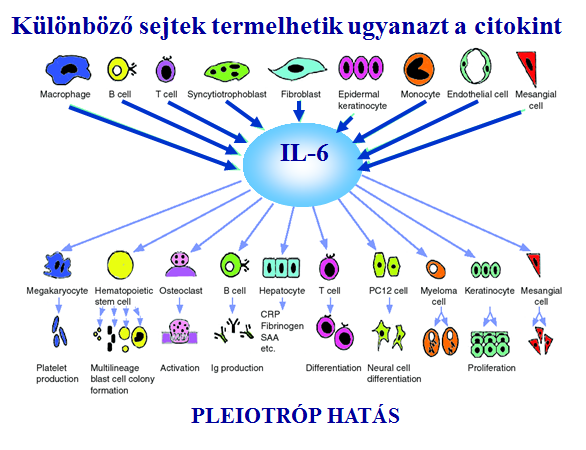 Különböző sejtek termelhetik ugyanazt a citokint
Macrophage B cell T cell Syncytiotrophoblast Fibroblast Epidermal keratinocyte Monocyte Endothelial cell Mesangial cell
IL-6
Megakaryocyte Hematopoietic stem cell Osteoclast B cell Hepatocyte T cell PC12 cell Myeloma cell Keratinocyte Mesangial cell
CRP
Fibrinogen
SAA
etc.
Platelet production Multilineage blast cell colony formation Activation Ig production Differentiation Neural cell differentiation Proliferation
PLEIOTRÓP HATÁS